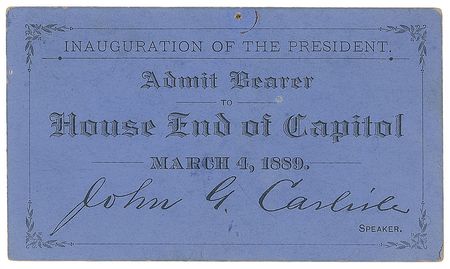 INAUGURATION OF THE PRESIDENT.
Admit Bearer
TO
House End of Capitol
MARCH 4, 1889.
John G. Carlisle
SPEAKER.